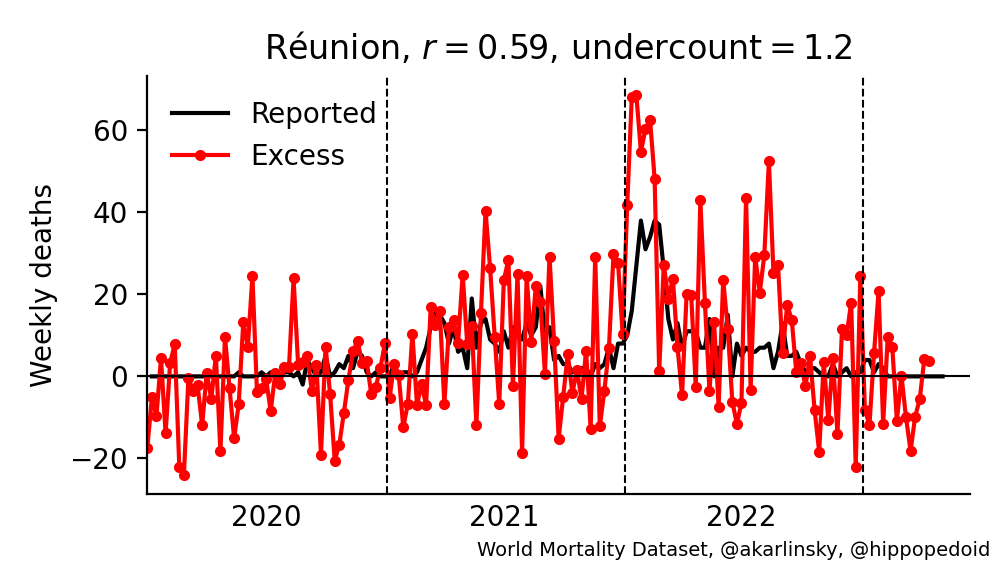 Réunion, r = 0.59, undercount = 1.2
Reported
Excess
Weekly deaths
60
40
20
0
−20
2020 2021 2022
World Mortality Dataset, @akarlinsky, @hippopedoid